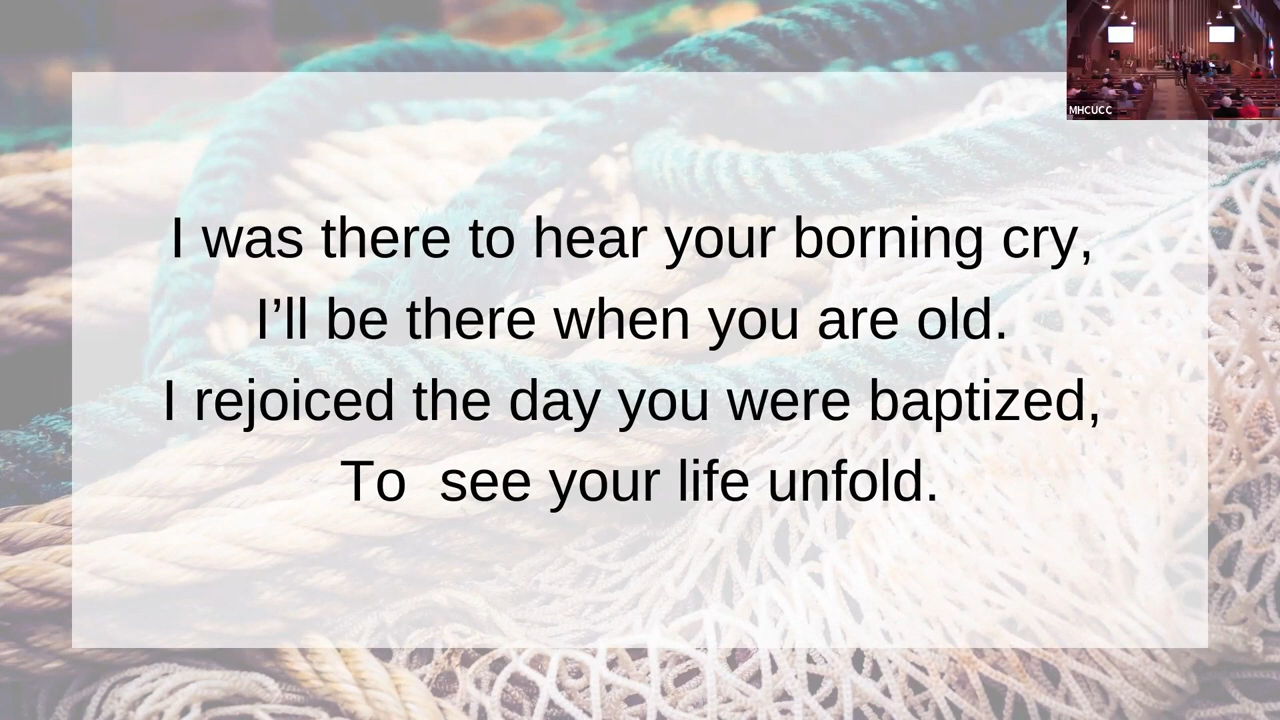 MHCUCC
I was there to hear your borning cry,
I’ll be there when you are old.
I rejoiced the day you were baptized,
To  see your life unfold.